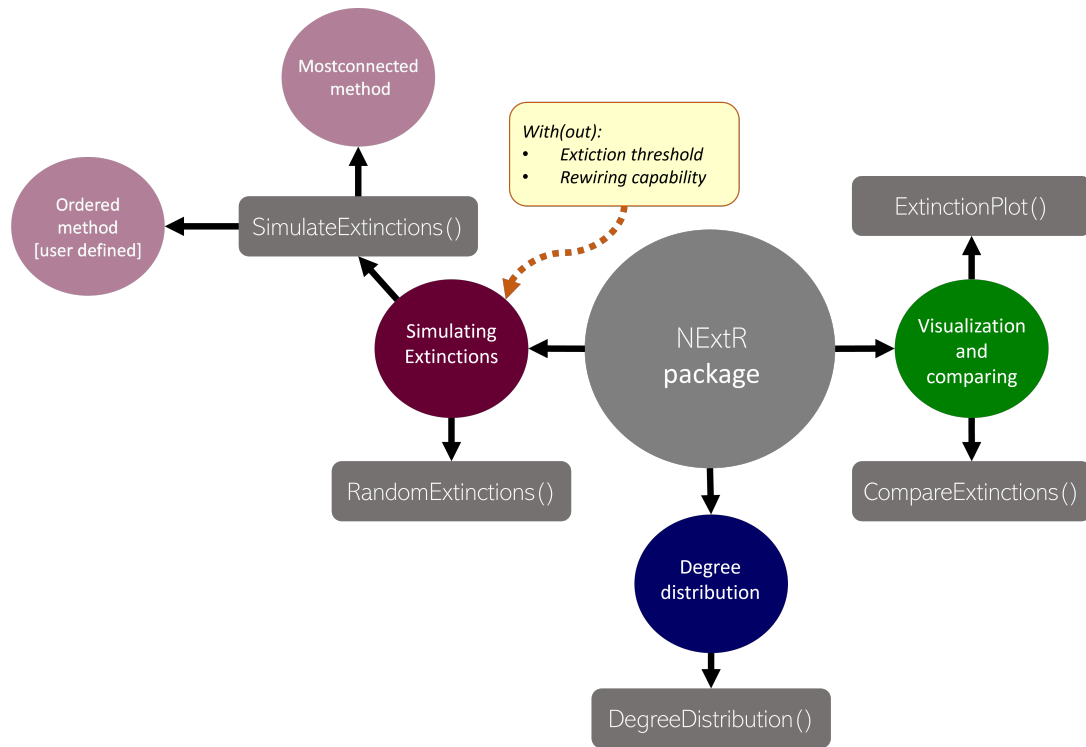 Mostconnected
method
With(out):
• Extiction threshold
• Rewiring capability
Ordered
method
[user defined]
SimulateExtinctions()
ExtinctionPlot()
Simulating
Extinctions
NExtR
package
Visualization
and
comparing
RandomExtinctions()
CompareExtinctions()
Degree
distribution
DegreeDistribution()